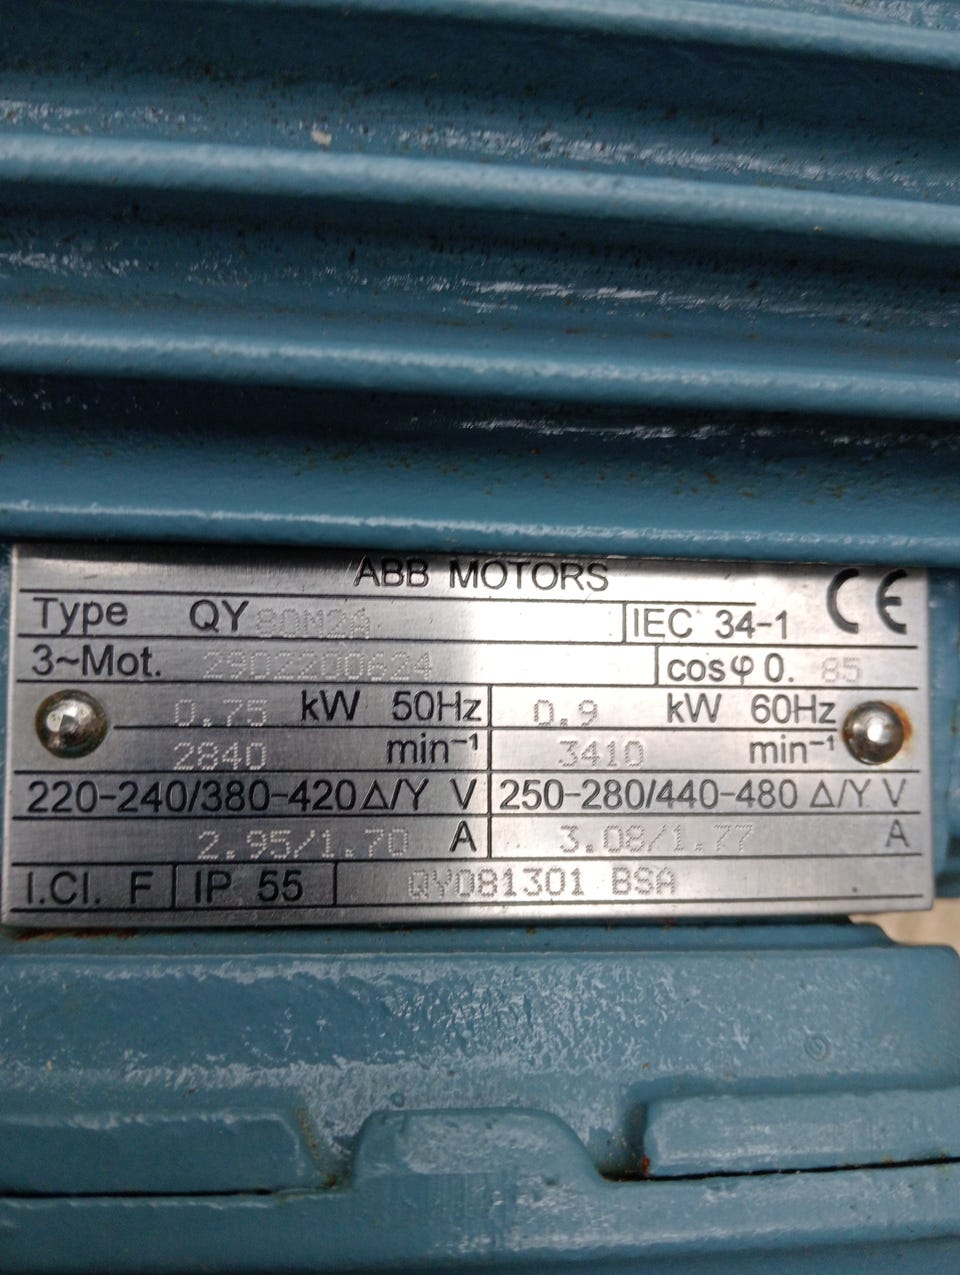 ABB MOTORS CE
Type QY 80N2A IEC 34-1
3~Mot. 2902200624 cosφ 0. 85
0.75 kW 50Hz 0.9 kW 60Hz
2840 min⁻¹ 3410 min⁻¹
220-240/380-420 Δ/Y V 250-280/440-480 Δ/Y V
2.95/1.70 A 3.08/1.77 A
I.Cl. F IP 55 QY081301 BSA